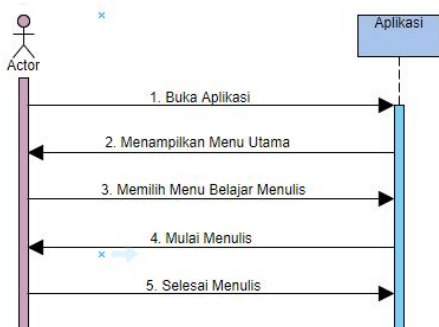 Aplikasi
Actor
1. Buka Aplikasi
2. Menampilkan Menu Utama
3. Memilih Menu Belajar Menulis
4. Mulai Menulis
5. Selesai Menulis